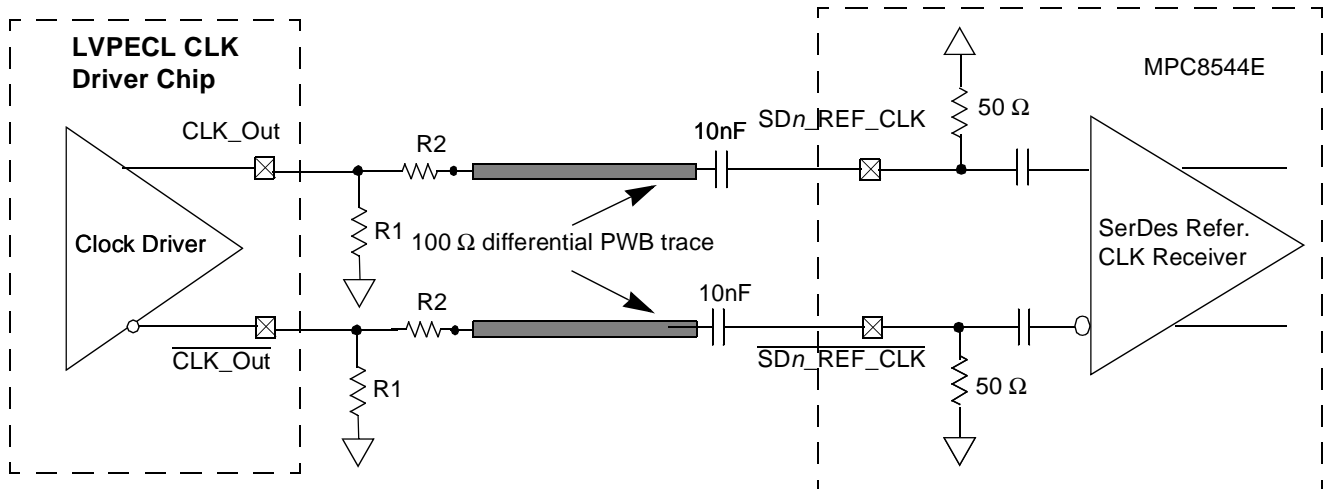 LVPECL CLK
Driver Chip
MPC8544E
CLK_Out
R2
10nF
SDn_REF_CLK
50 Ω
Clock Driver
R1
100 Ω differential PWB trace
SerDes Refer.
CLK Receiver
R2
10nF
CLK_Out
SDn_REF_CLK
R1
50 Ω